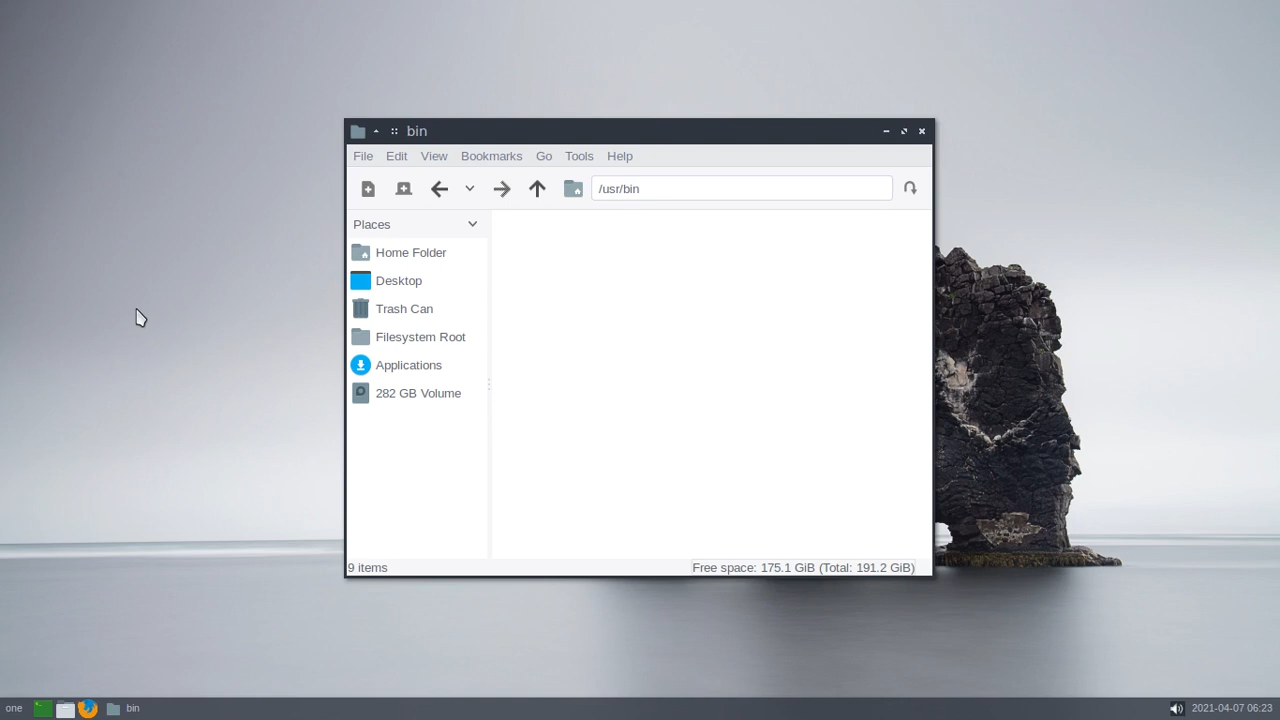 bin
File Edit View Bookmarks Go Tools Help
/usr/bin
Places
Home Folder
Desktop
Trash Can
Filesystem Root
Applications
282 GB Volume
9 items Free space: 175.1 GiB (Total: 191.2 GiB)
one bin 2021-04-07 06:23